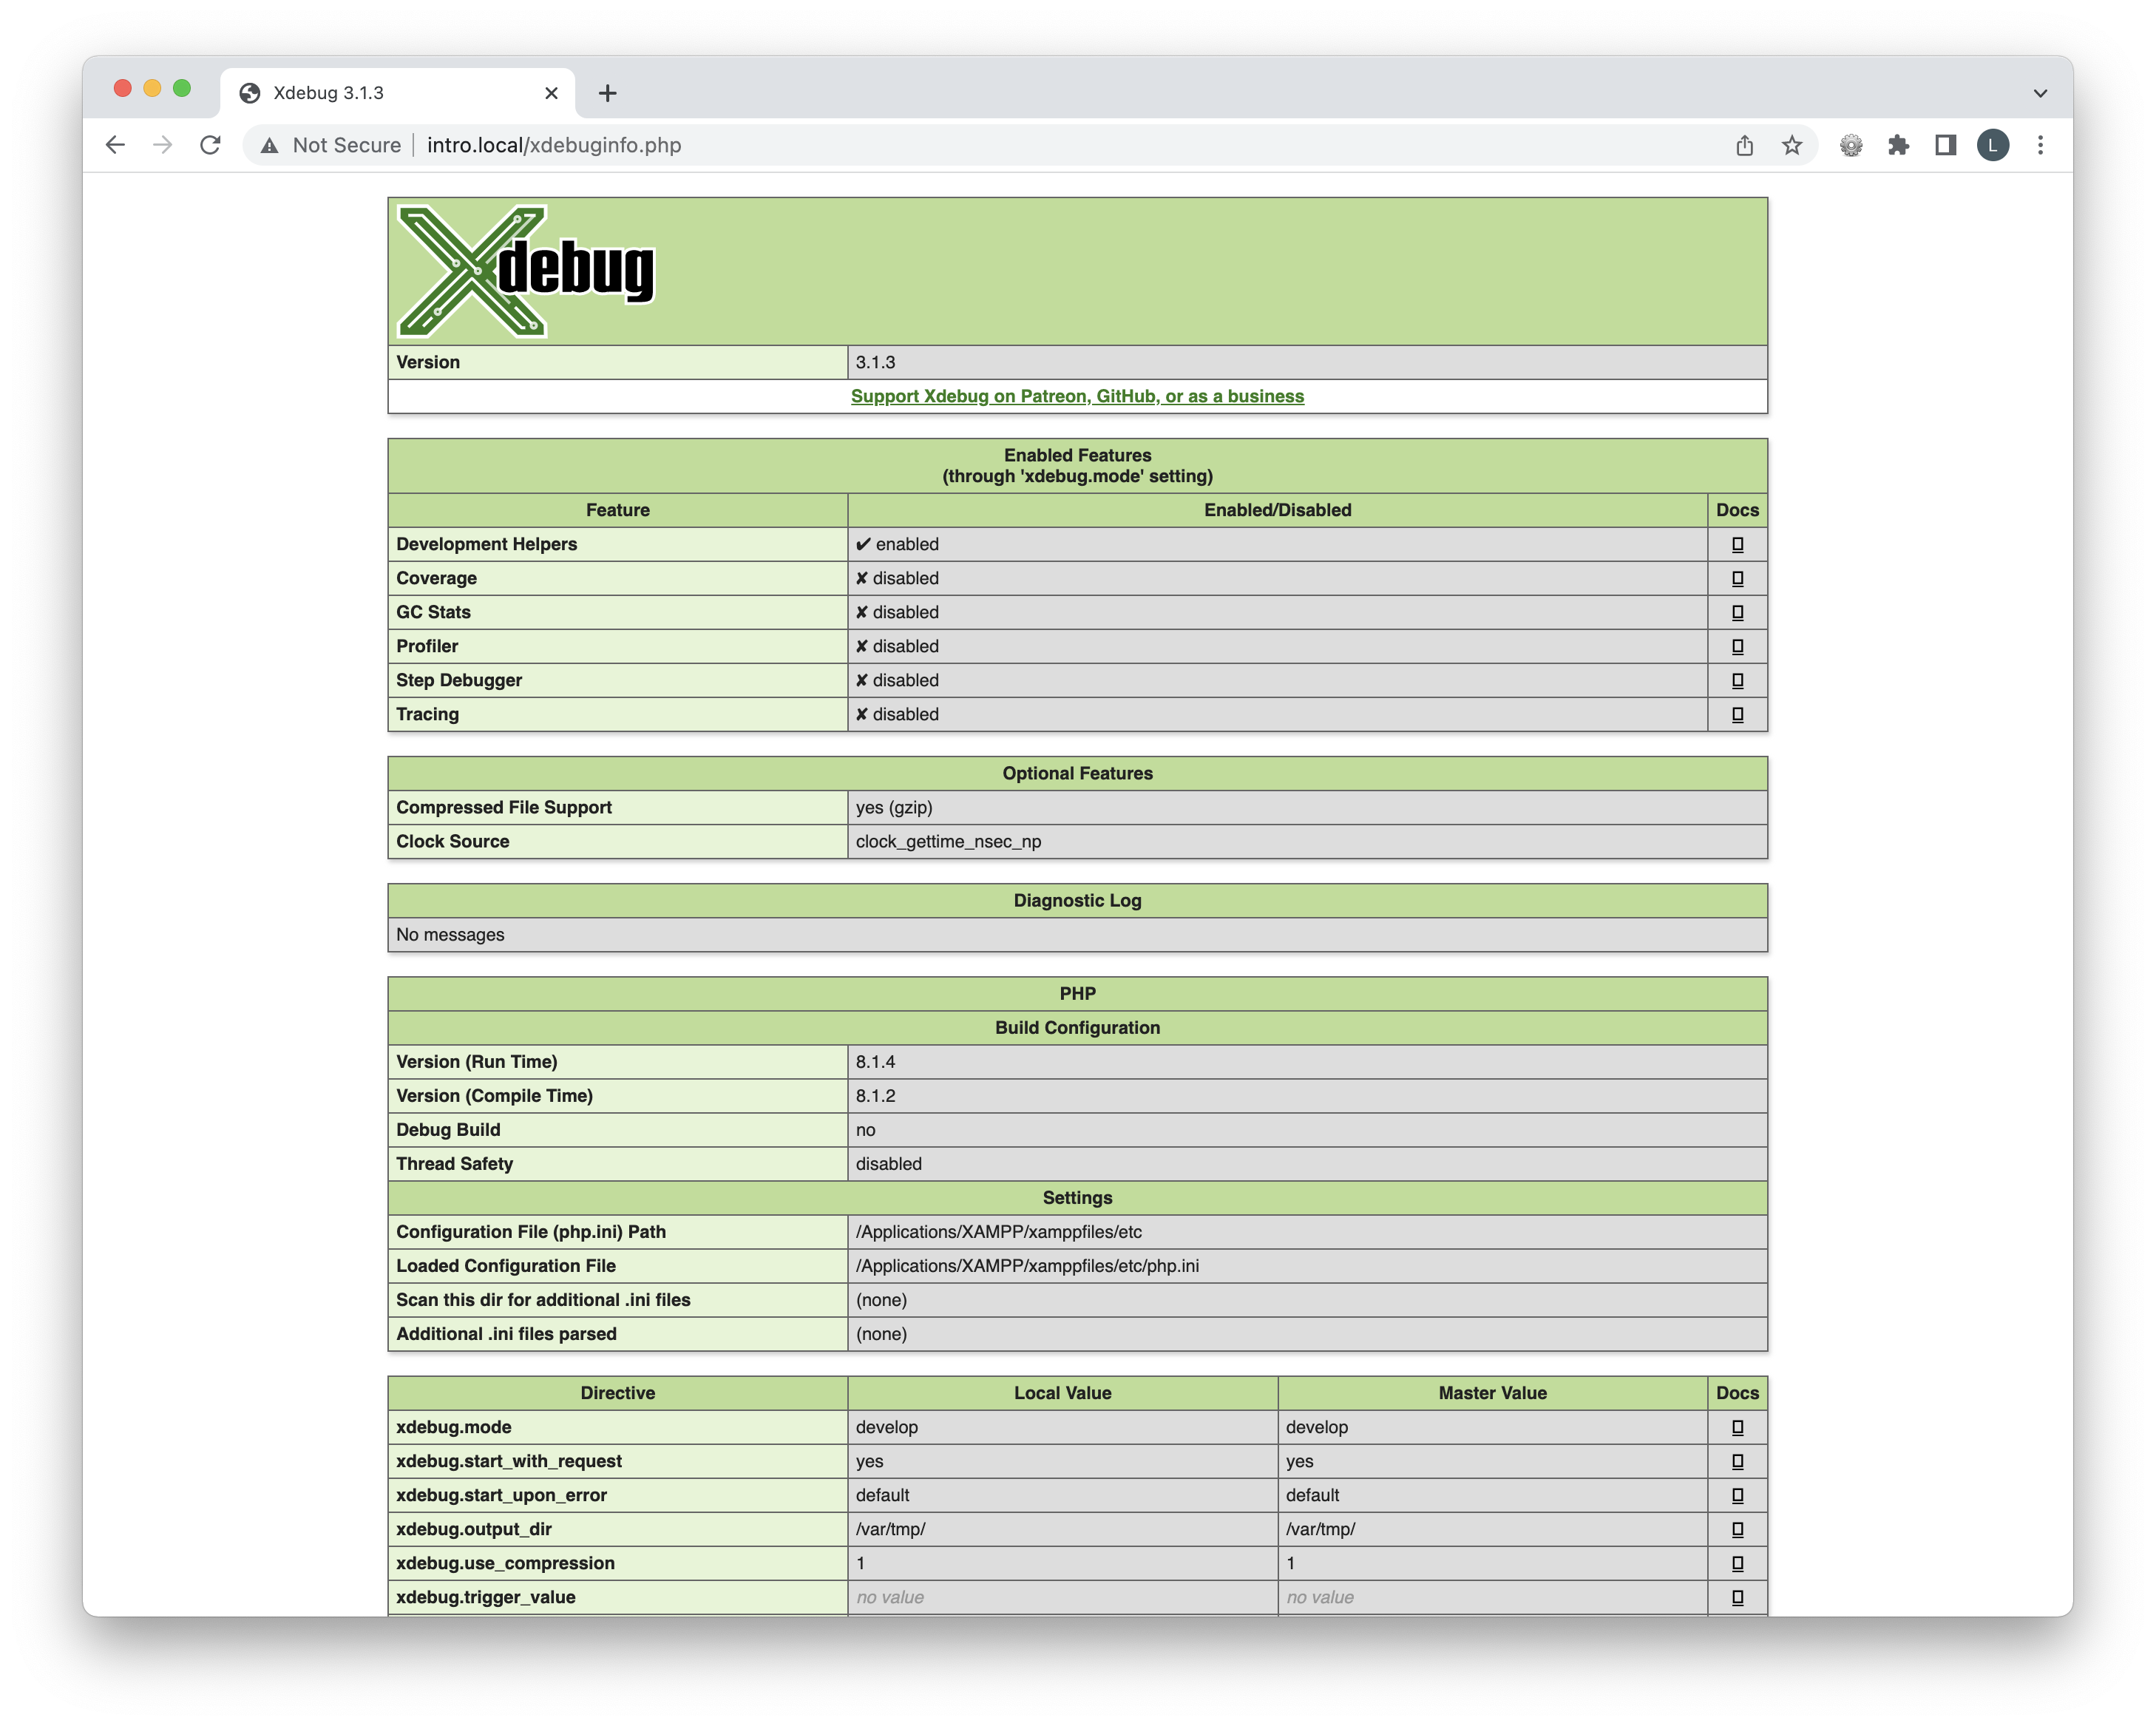 Xdebug 3.1.3
Not Secure intro.local/xdebuginfo.php
L
Xdebug
Version 3.1.3
Support Xdebug on Patreon, GitHub, or as a business
Enabled Features
(through 'xdebug.mode' setting)
Feature Enabled/Disabled Docs
Development Helpers ✔ enabled
Coverage ✘ disabled
GC Stats ✘ disabled
Profiler ✘ disabled
Step Debugger ✘ disabled
Tracing ✘ disabled
Optional Features
Compressed File Support yes (gzip)
Clock Source clock_gettime_nsec_np
Diagnostic Log
No messages
PHP
Build Configuration
Version (Run Time) 8.1.4
Version (Compile Time) 8.1.2
Debug Build no
Thread Safety disabled
Settings
Configuration File (php.ini) Path /Applications/XAMPP/xamppfiles/etc
Loaded Configuration File /Applications/XAMPP/xamppfiles/etc/php.ini
Scan this dir for additional .ini files (none)
Additional .ini files parsed (none)
Directive Local Value Master Value Docs
xdebug.mode develop develop
xdebug.start_with_request yes yes
xdebug.start_upon_error default default
xdebug.output_dir /var/tmp/ /var/tmp/
xdebug.use_compression 1 1
xdebug.trigger_value no value no value